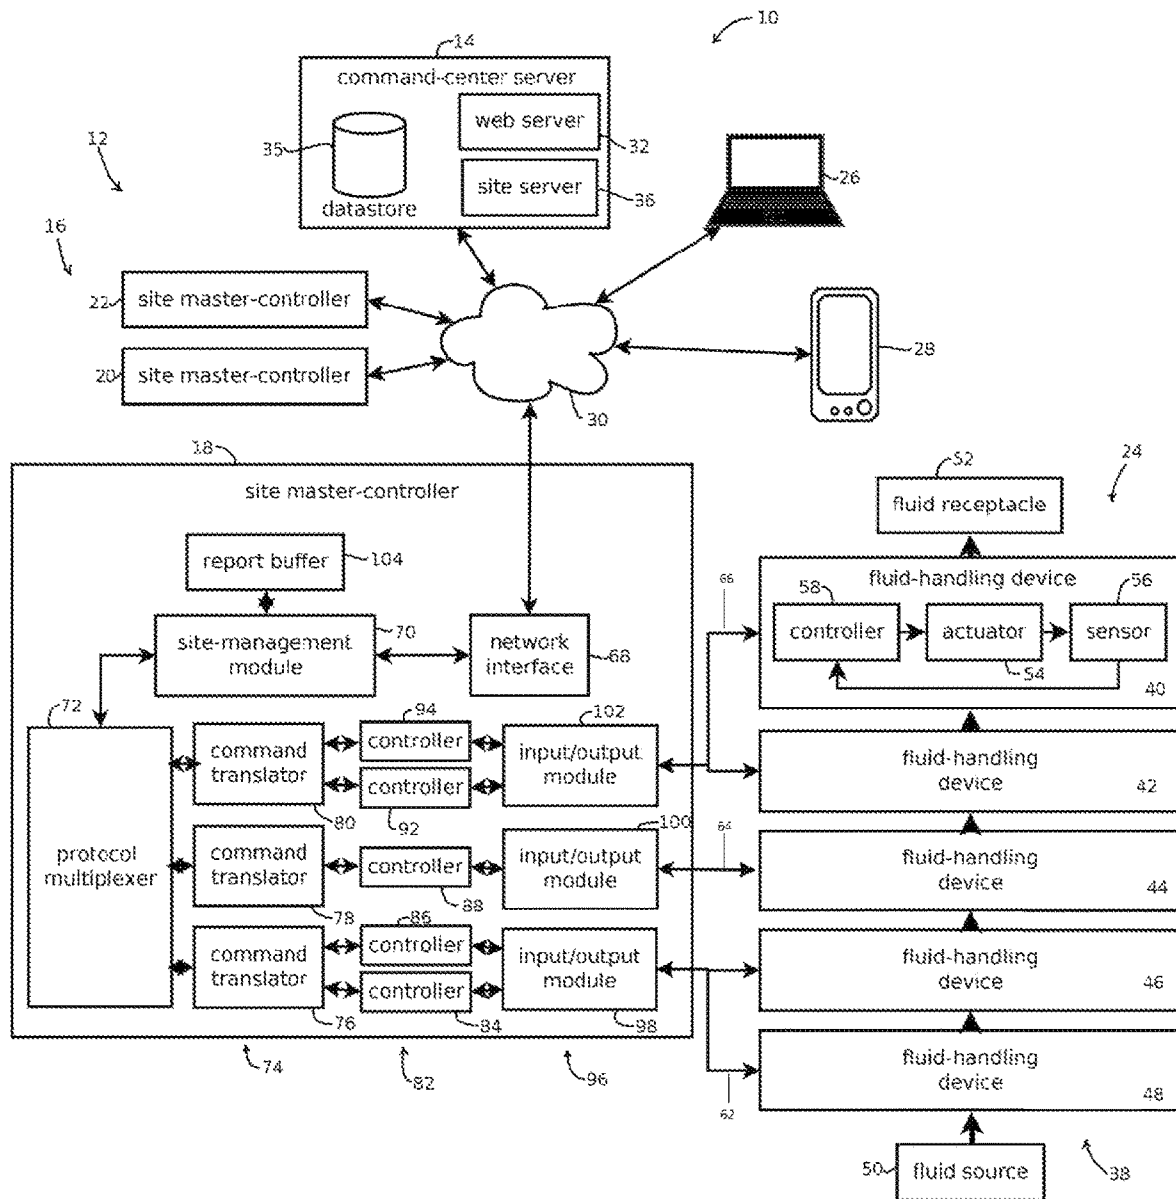 10
14
command-center server
web server
32
35
datastore
site server
36
12
26
16
22
site master-controller
20
site master-controller
28
30
18
site master-controller
report buffer
104
site-management
module
70
network
interface
68
72
protocol
multiplexer
command
translator
80
94
controller
controller
92
102
input/output
module
command
translator
78
controller
88
100
input/output
module
command
translator
76
86
controller
controller
84
input/output
module
98
74
82
96
24
52
fluid receptacle
66
fluid-handling device
58
controller
actuator
54
56
sensor
40
fluid-handling
device
42
64
fluid-handling
device
44
fluid-handling
device
46
62
fluid-handling
device
48
50
fluid source
38